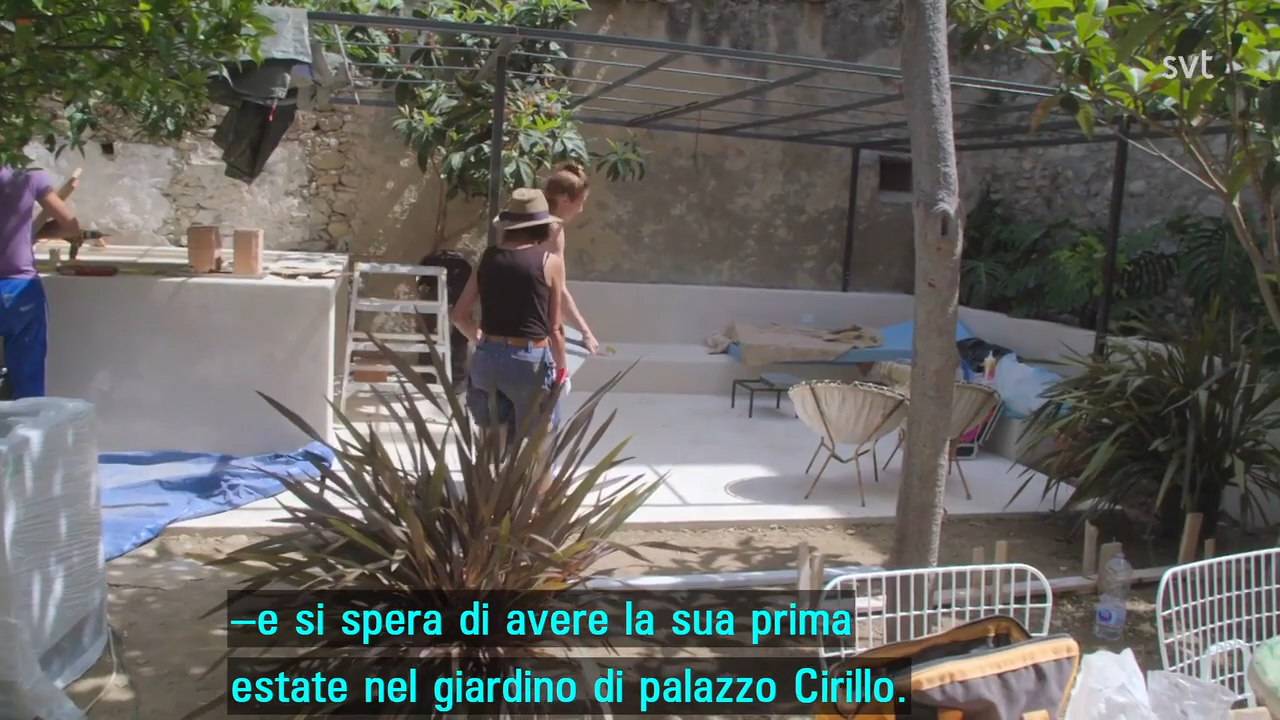 svt
–e si spera di avere la sua prima
estate nel giardino di palazzo Cirillo.